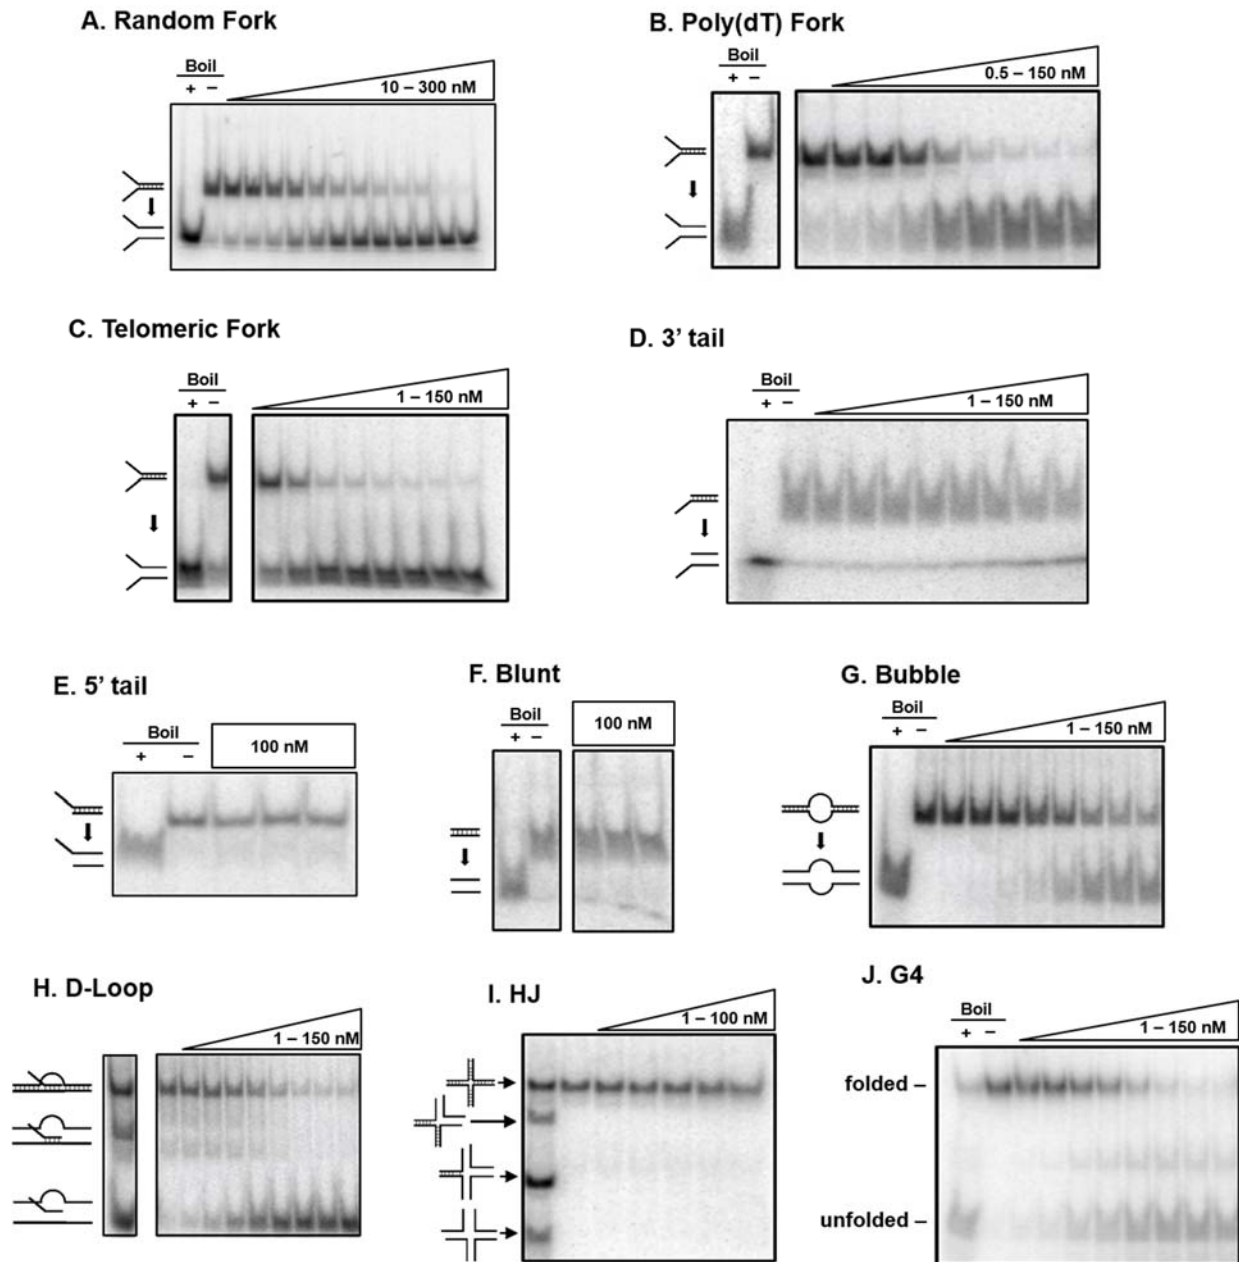 A. Random Fork
Boil
+ −
10 – 300 nM
B. Poly(dT) Fork
Boil
+ −
0.5 – 150 nM
C. Telomeric Fork
Boil
+ −
1 – 150 nM
D. 3' tail
Boil
+ −
1 – 150 nM
E. 5' tail
Boil
+ −
100 nM
F. Blunt
Boil
+ −
100 nM
G. Bubble
Boil
+ −
1 – 150 nM
H. D-Loop
1 – 150 nM
I. HJ
1 – 100 nM
J. G4
Boil
+ −
1 – 150 nM
folded –
unfolded –